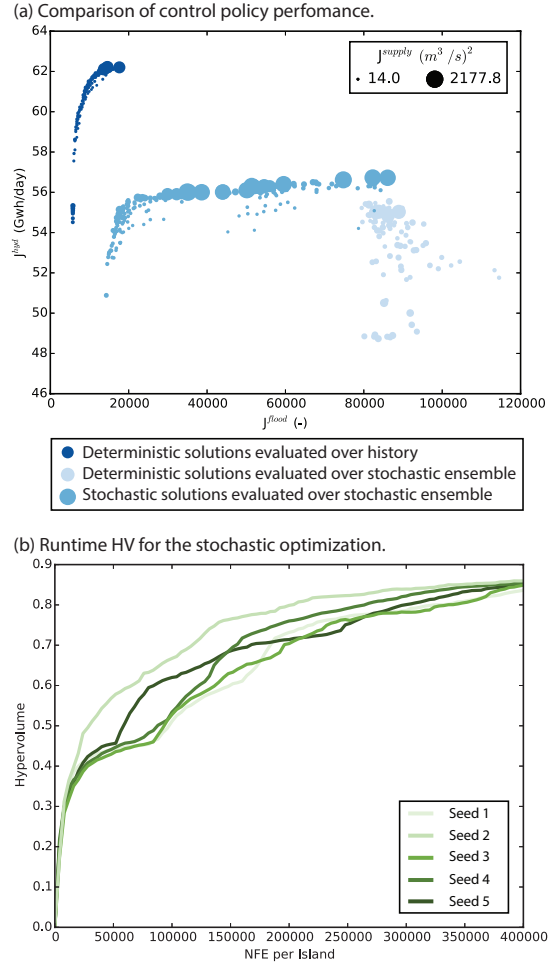 (a) Comparison of control policy perfomance.
64
62
60
58
56
54
52
50
48
46
J^hyd (Gwh/day)
J^supply (m^3 /s)^2
14.0
2177.8
0
20000
40000
60000
80000
100000
120000
J^flood (-)
Deterministic solutions evaluated over history
Deterministic solutions evaluated over stochastic ensemble
Stochastic solutions evaluated over stochastic ensemble
(b) Runtime HV for the stochastic optimization.
0.9
0.8
0.7
0.6
0.5
0.4
0.3
0.2
0.1
0.0
Hypervolume
Seed 1
Seed 2
Seed 3
Seed 4
Seed 5
0
50000
100000
150000
200000
250000
300000
350000
400000
NFE per Island